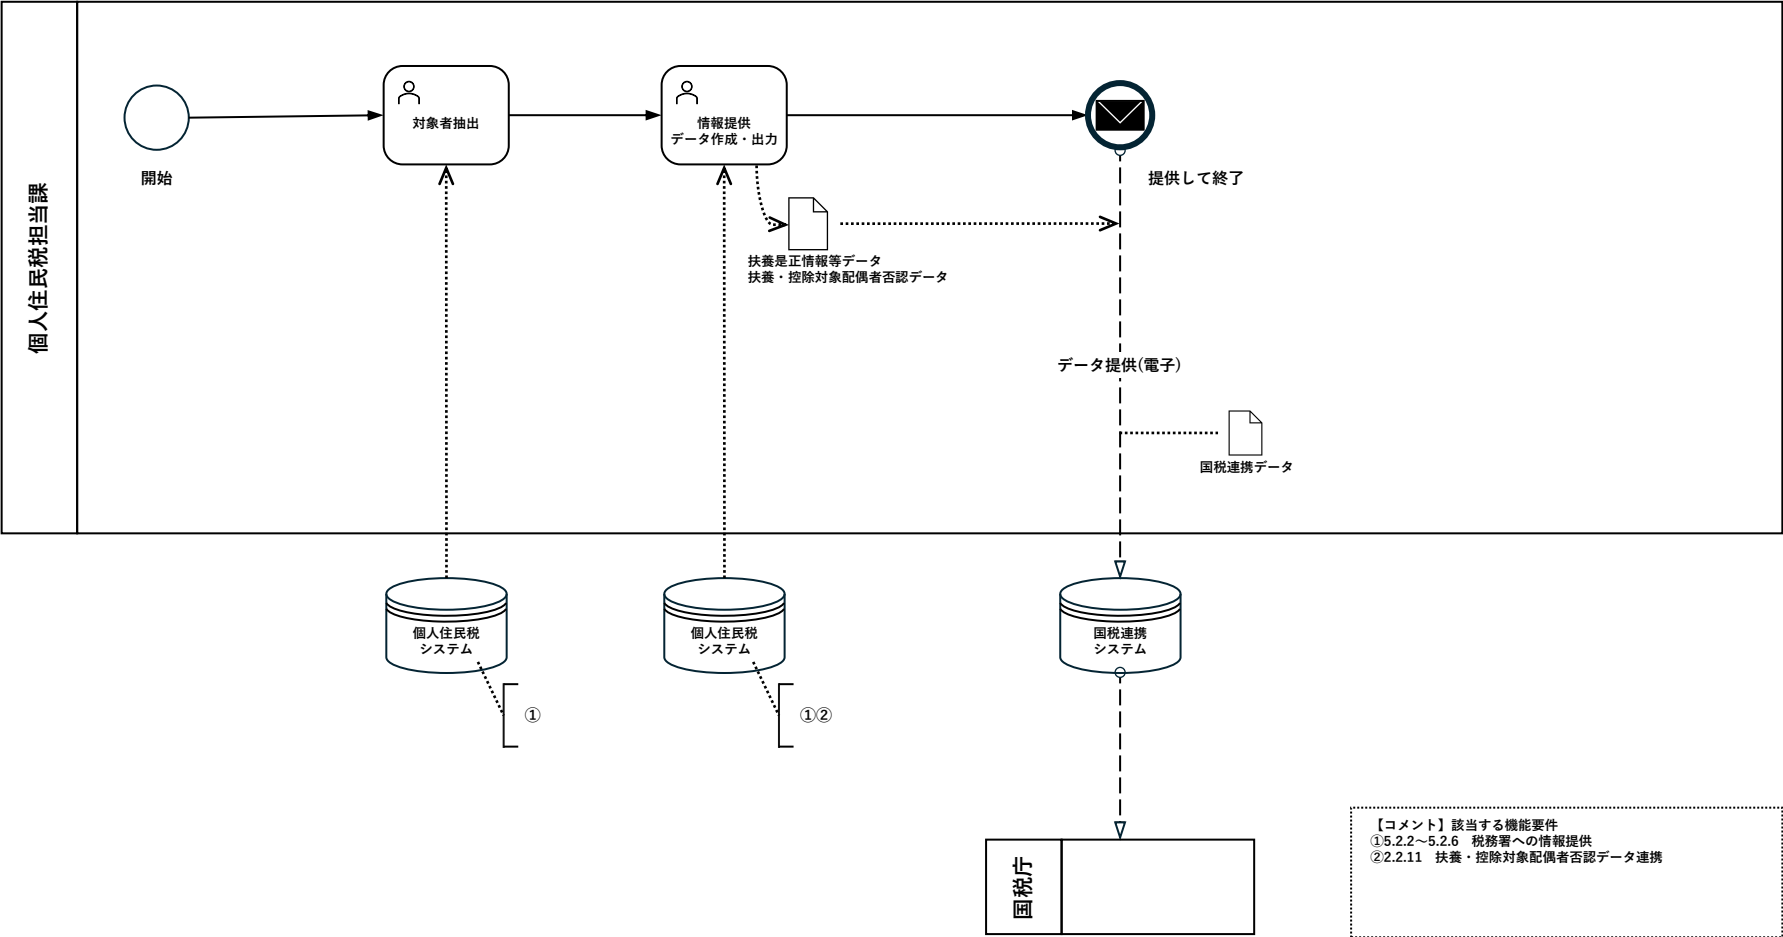 個人住民税担当課
開始
対象者抽出
情報提供
データ作成・出力
提供して終了
扶養是正情報等データ
扶養・控除対象配偶者否認データ
データ提供(電子)
国税連携データ
個人住民税
システム
①
個人住民税
システム
①②
国税連携
システム
国税庁
【コメント】該当する機能要件
①5.2.2～5.2.6　税務署への情報提供
②2.2.11　扶養・控除対象配偶者否認データ連携